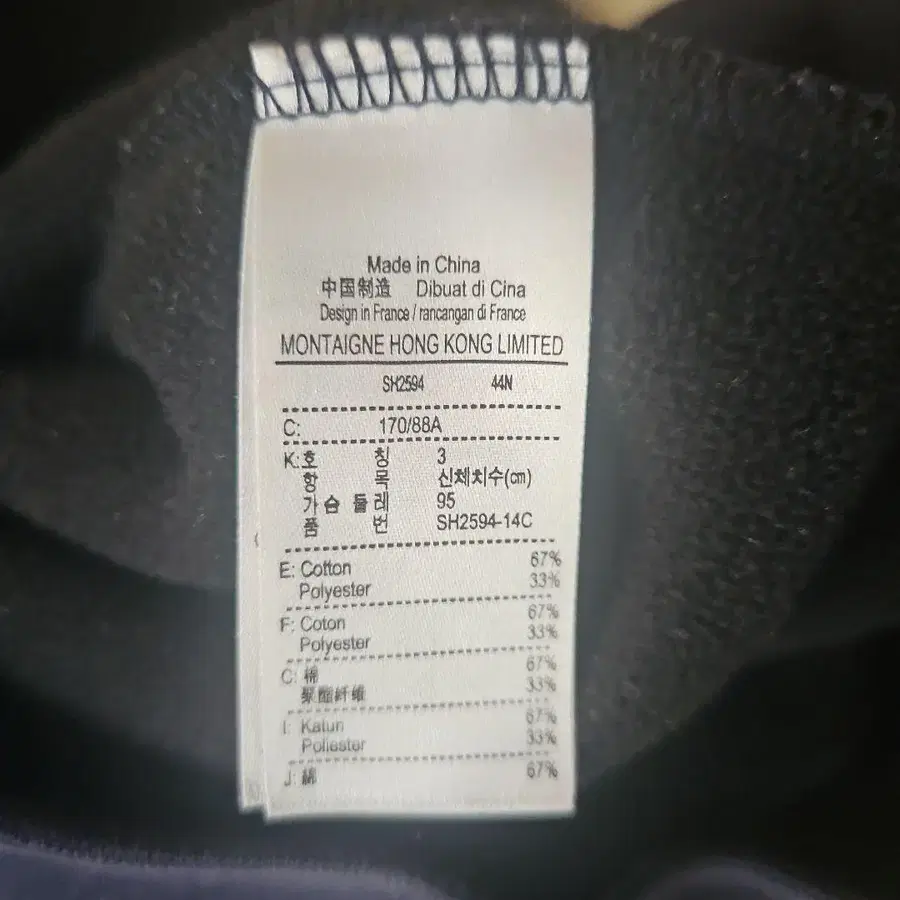 Made in China
中国制造 Dibuat di Cina
Design in France / rancangan di France
MONTAIGNE HONG KONG LIMITED
SH2594 44N
C: 170/88A
K: 호 칭 3
항 목 신체치수(㎝)
가 슴 둘 레 95
품 번 SH2594-14C
E: Cotton 67%
Polyester 33%
F: Coton 67%
Polyester 33%
C: 棉 67%
聚酯纤维 33%
I: Katun 67%
Poliester 33%
J: 綿 67%